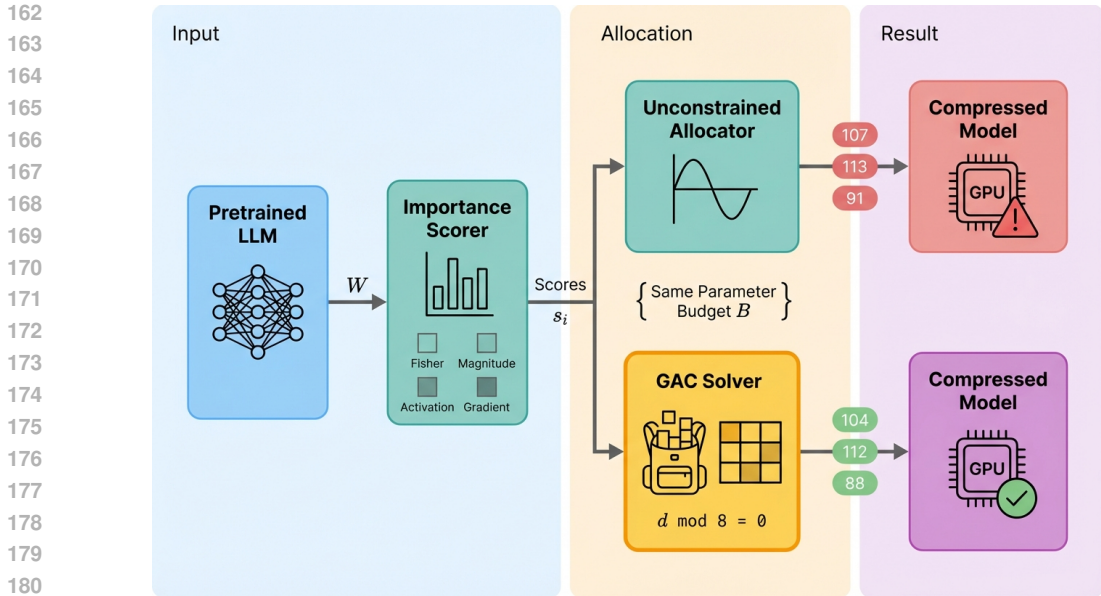 162
163
164
165
166
167
168
169
170
171
172
173
174
175
176
177
178
179
180
Input
Pretrained
LLM
W
Importance
Scorer
Fisher
Magnitude
Activation
Gradient
Scores
s_i
Allocation
Unconstrained
Allocator
{ Same Parameter
Budget B }
GAC Solver
d mod 8 = 0
107
113
91
104
112
88
Result
Compressed
Model
GPU
!
Compressed
Model
GPU